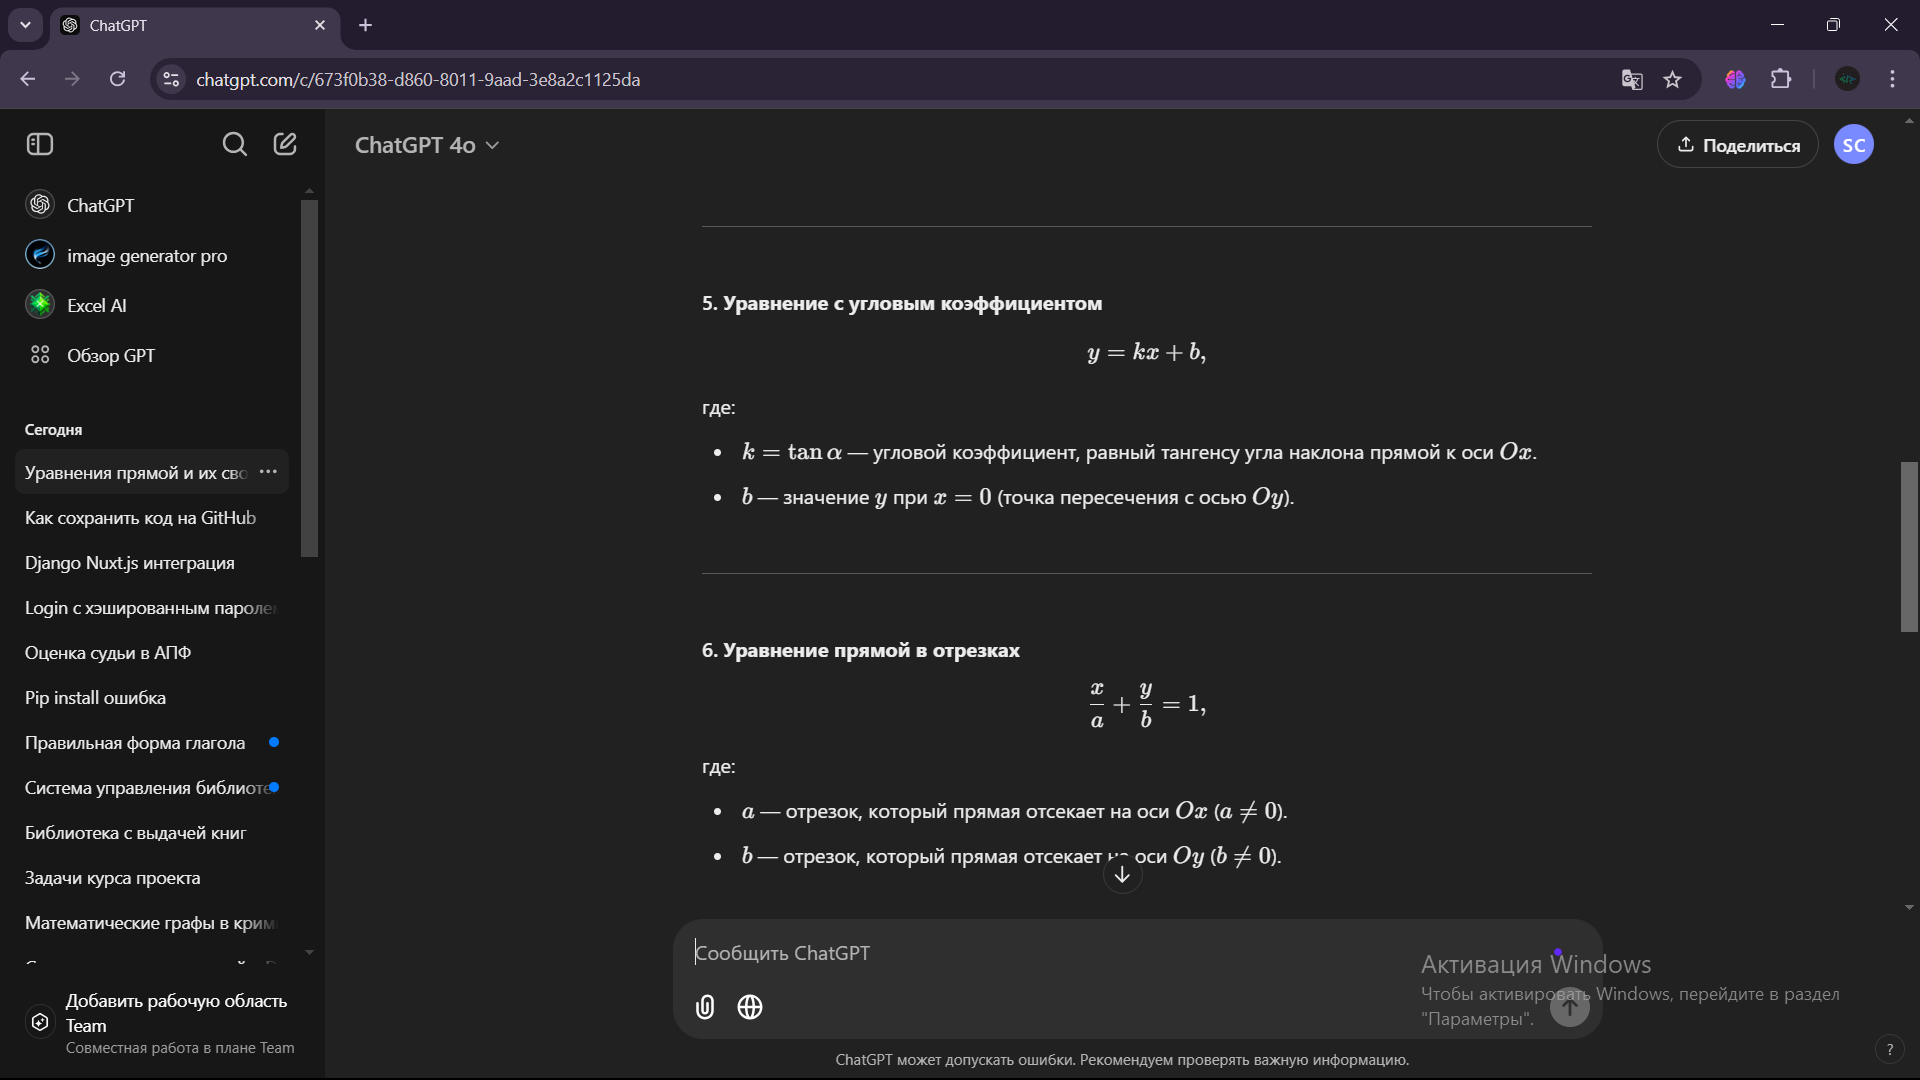 ChatGPT
chatgpt.com/c/673f0b38-d860-8011-9aad-3e8a2c1125da
ChatGPT
image generator pro
Excel AI
Обзор GPT
Сегодня
Уравнения прямой и их сво
Как сохранить код на GitHub
Django Nuxt.js интеграция
Login с хэшированным пароле
Оценка судьи в АПФ
Pip install ошибка
Правильная форма глагола
Система управления библиоте
Библиотека с выдачей книг
Задачи курса проекта
Математические графы в крим
Добавить рабочую область
Team
Совместная работа в плане Team
ChatGPT 4o
Поделиться
SC
5. Уравнение с угловым коэффициентом
y = kx + b,
где:
• k = tan α — угловой коэффициент, равный тангенсу угла наклона прямой к оси Ox.
• b — значение y при x = 0 (точка пересечения с осью Oy).
6. Уравнение прямой в отрезках
x/a + y/b = 1,
где:
• a — отрезок, который прямая отсекает на оси Ox (a ≠ 0).
• b — отрезок, который прямая отсекает на оси Oy (b ≠ 0).
Сообщить ChatGPT
Активация Windows
Чтобы активировать Windows, перейдите в раздел
"Параметры".
ChatGPT может допускать ошибки. Рекомендуем проверять важную информацию.
?